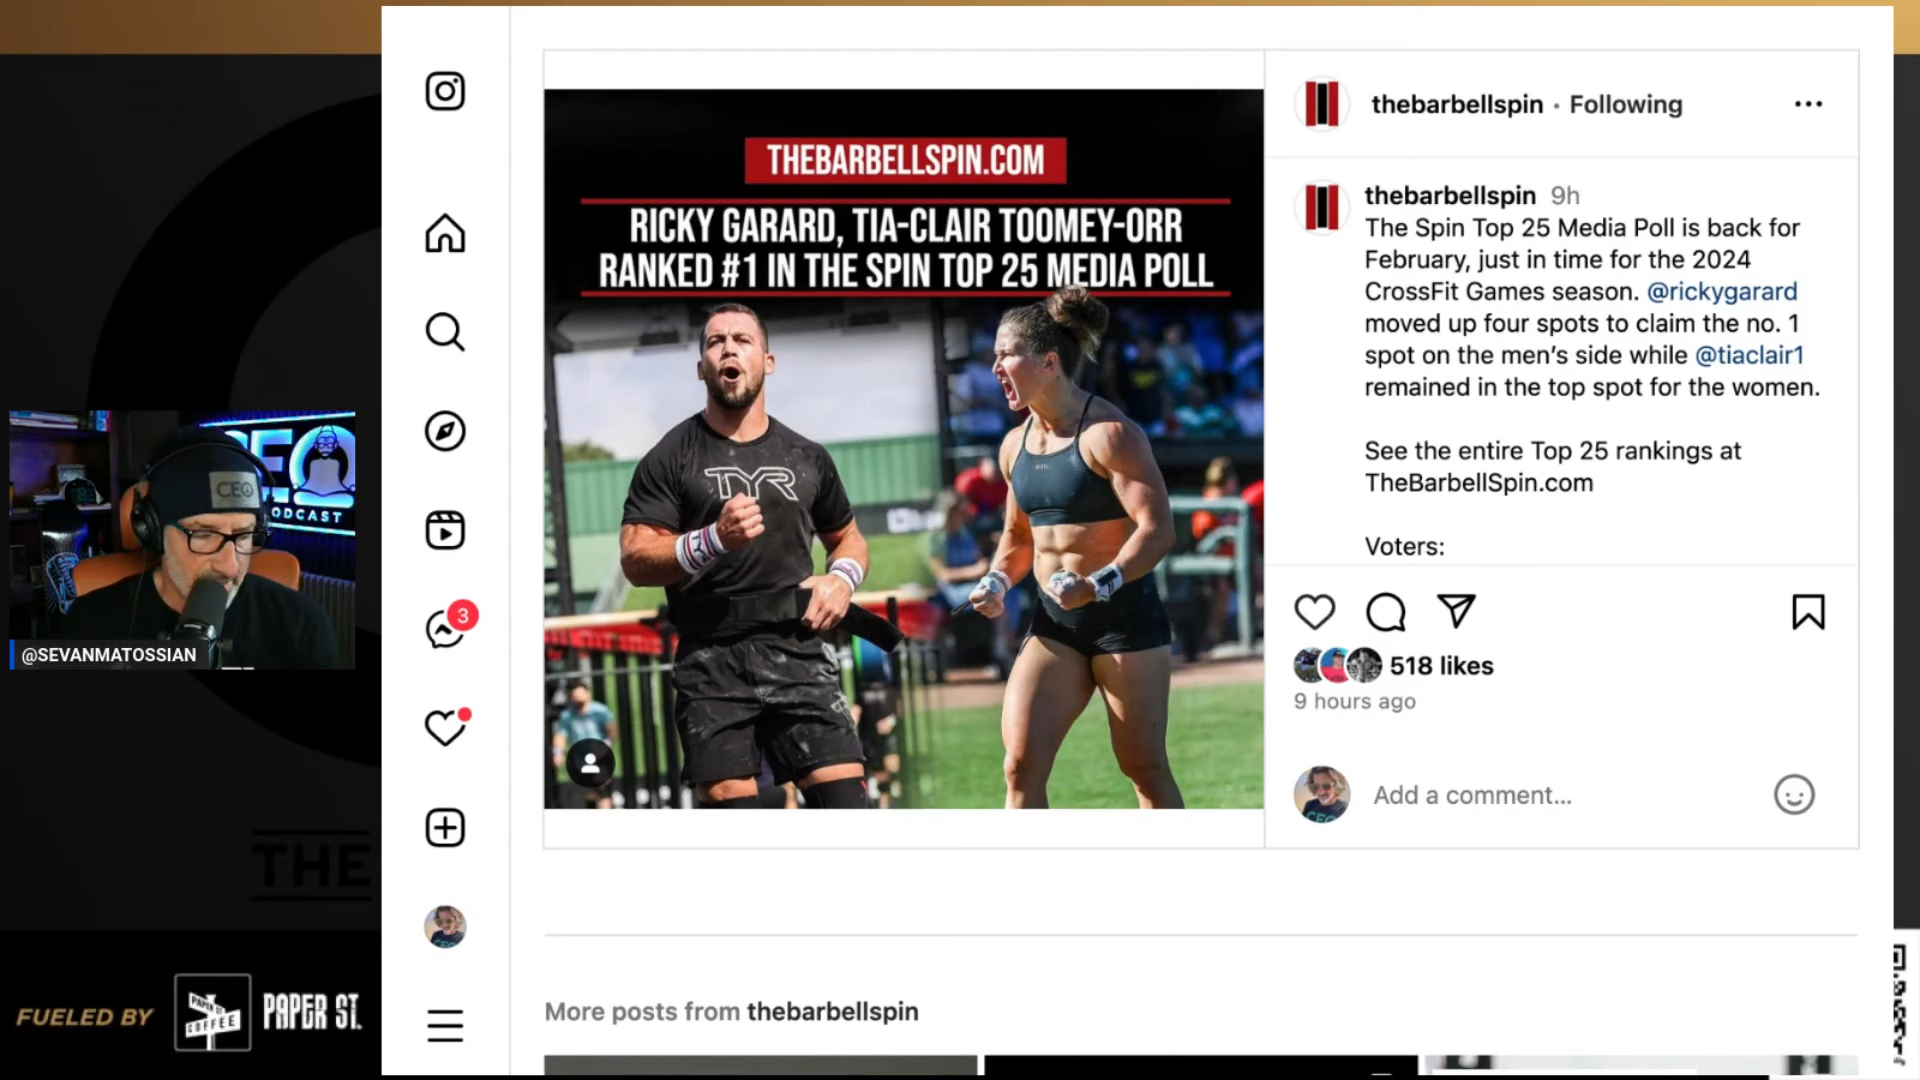 THEBARBELLSPIN.COM
RICKY GARARD, TIA-CLAIR TOOMEY-ORR
RANKED #1 IN THE SPIN TOP 25 MEDIA POLL
TYR
thebarbellspin • Following
thebarbellspin 9h
The Spin Top 25 Media Poll is back for
February, just in time for the 2024
CrossFit Games season. @rickygarard
moved up four spots to claim the no. 1
spot on the men's side while @tiaclair1
remained in the top spot for the women.
See the entire Top 25 rankings at
TheBarbellSpin.com
Voters:
518 likes
9 hours ago
Add a comment...
More posts from thebarbellspin
3
CEO
CEO
PODCAST
@SEVANMATOSSIAN
THE
FUELED BY
PAPER ST.
COFFEE
PAPER ST.